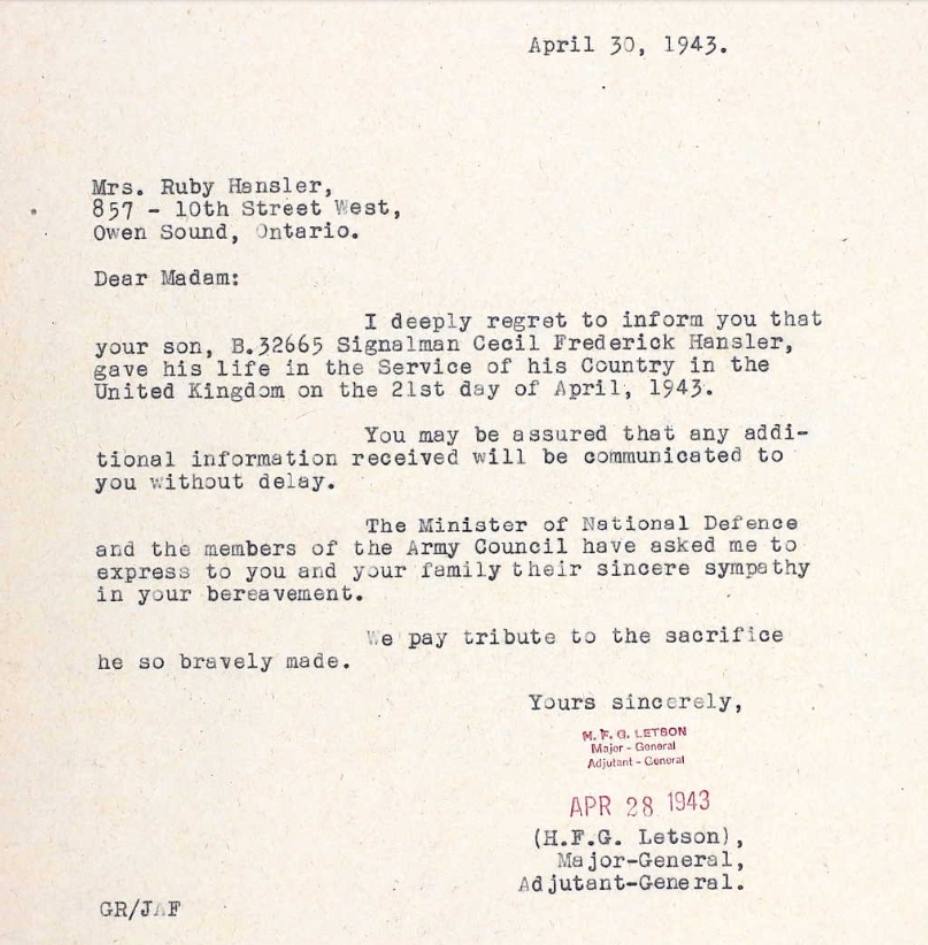 April 30, 1943.
Mrs. Ruby Hansler,
857 - 10th Street West,
Owen Sound, Ontario.
Dear Madam:
I deeply regret to inform you that
your son, B.32665 Signalman Cecil Frederick Hansler,
gave his life in the Service of his Country in the
United Kingdom on the 21st day of April, 1943.
You may be assured that any addi-
tional information received will be communicated to
you without delay.
The Minister of National Defence
and the members of the Army Council have asked me to
express to you and your family their sincere sympathy
in your bereavement.
We pay tribute to the sacrifice
he so bravely made.
Yours sincerely,
H. F. G. LETSON
Major - General
Adjutant - General
APR 28 1943
(H.F.G. Letson),
Major-General,
Adjutant-General.
GR/JAF